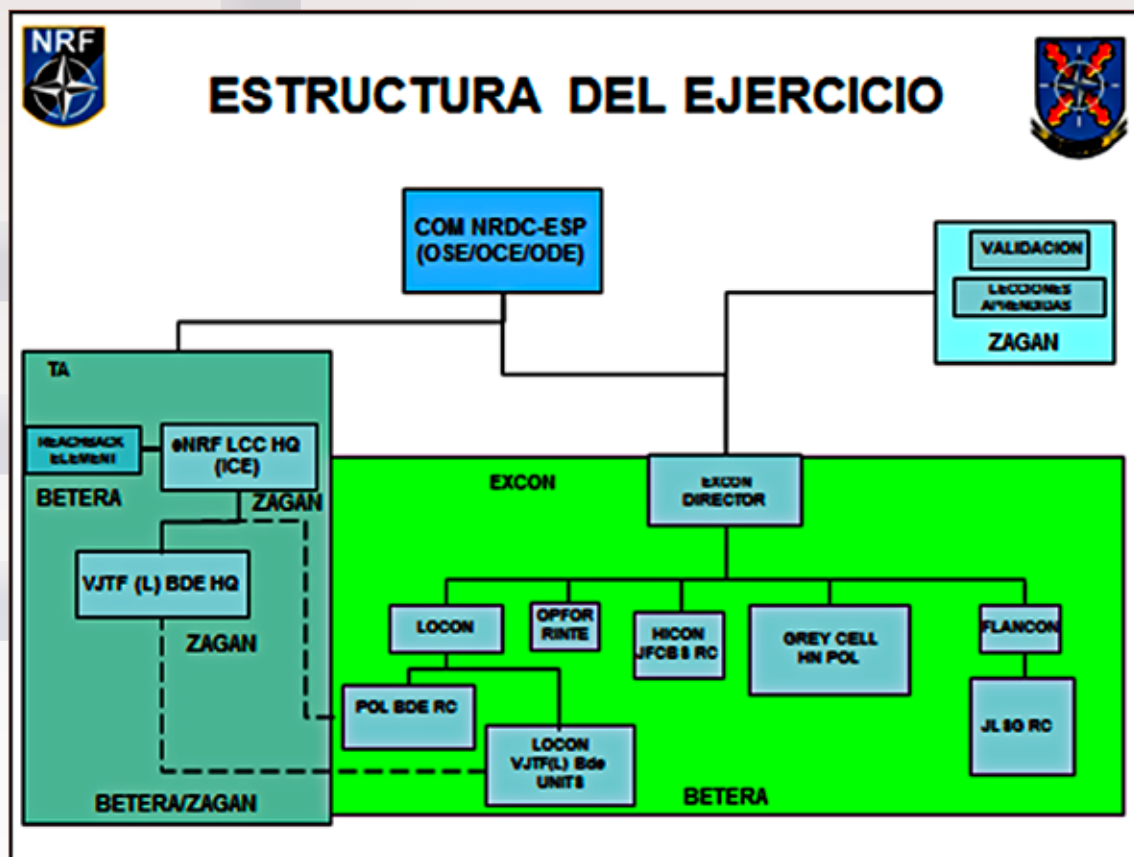 NRF
ESTRUCTURA DEL EJERCICIO
COM NRDC-ESP
(OSE/OCE/ODE)
VALIDACION
LECCIONES
APRENDIDAS
ZAGAN
TA
REACHBACK
ELEMENT
BETERA
eNRF LCC HQ
(ICE)
ZAGAN
VJTF (L) BDE HQ
ZAGAN
BETERA/ZAGAN
EXCON
EXCON
DIRECTOR
LOCON
OPFOR
RINTE
HICON
JFCBS RC
GREY CELL
HN POL
FLANCON
POL BDE RC
LOCON
VJTF(L) Bde
UNITS
JLSG RC
BETERA